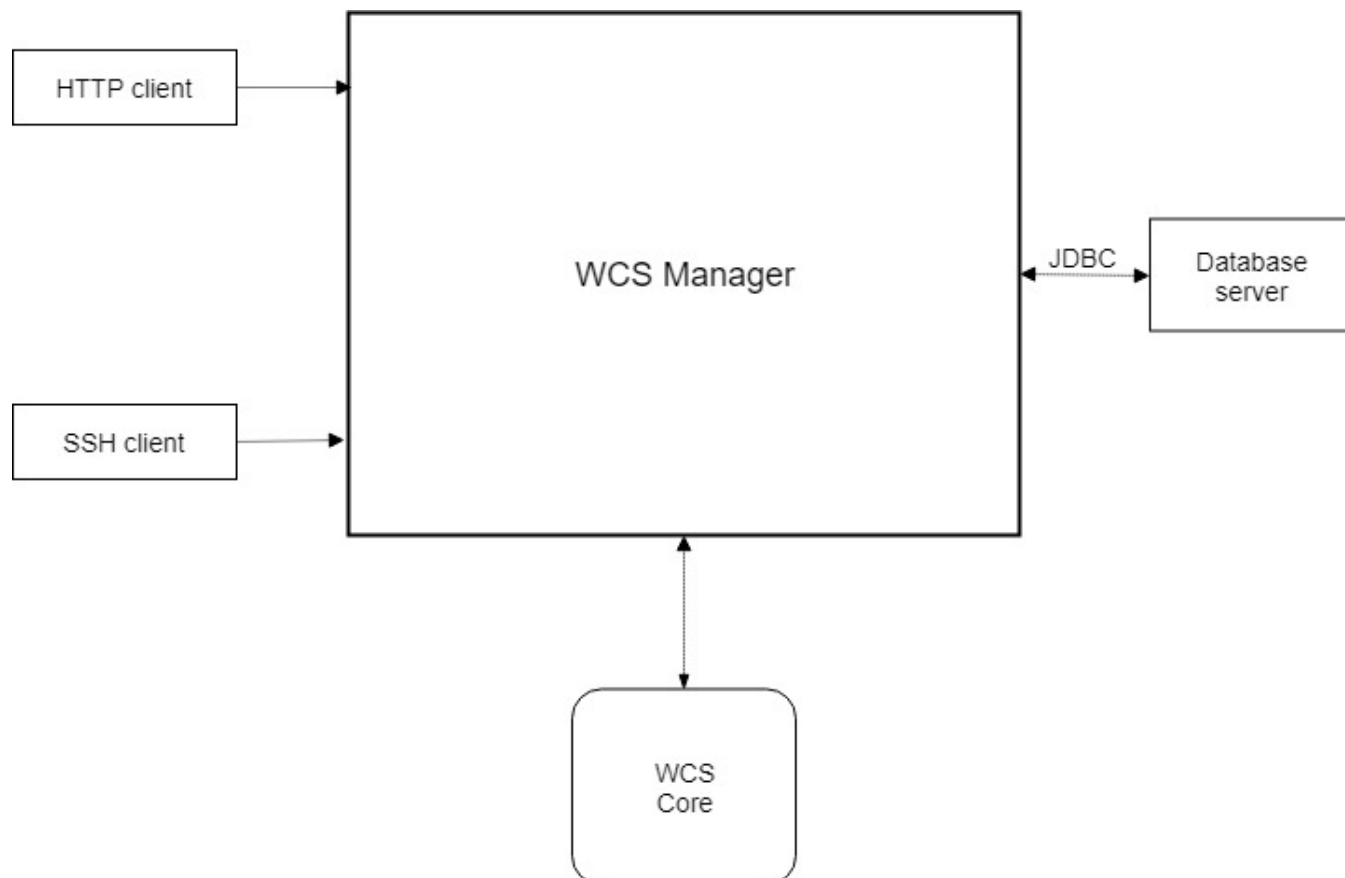 HTTP client
WCS Manager
JDBC
Database
server
SSH client
WCS
Core